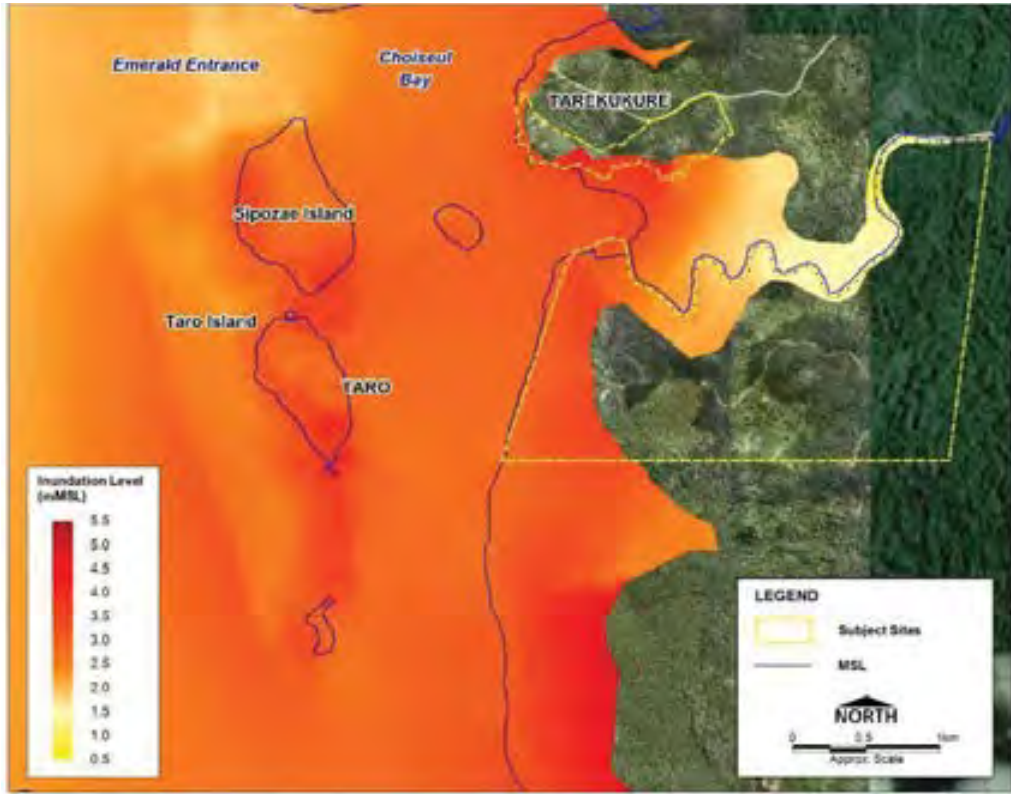 Emerald Entrance
Choiseul
Bay
TAREKUKURE
Sipozae Island
Taro Island
TARO
Inundation Level
(mMSL)
5.5
5.0
4.5
4.0
3.5
3.0
2.5
2.0
1.5
1.0
0.5
LEGEND
Subject Sites
MSL
NORTH
0 0.5 1km
Approx. Scale